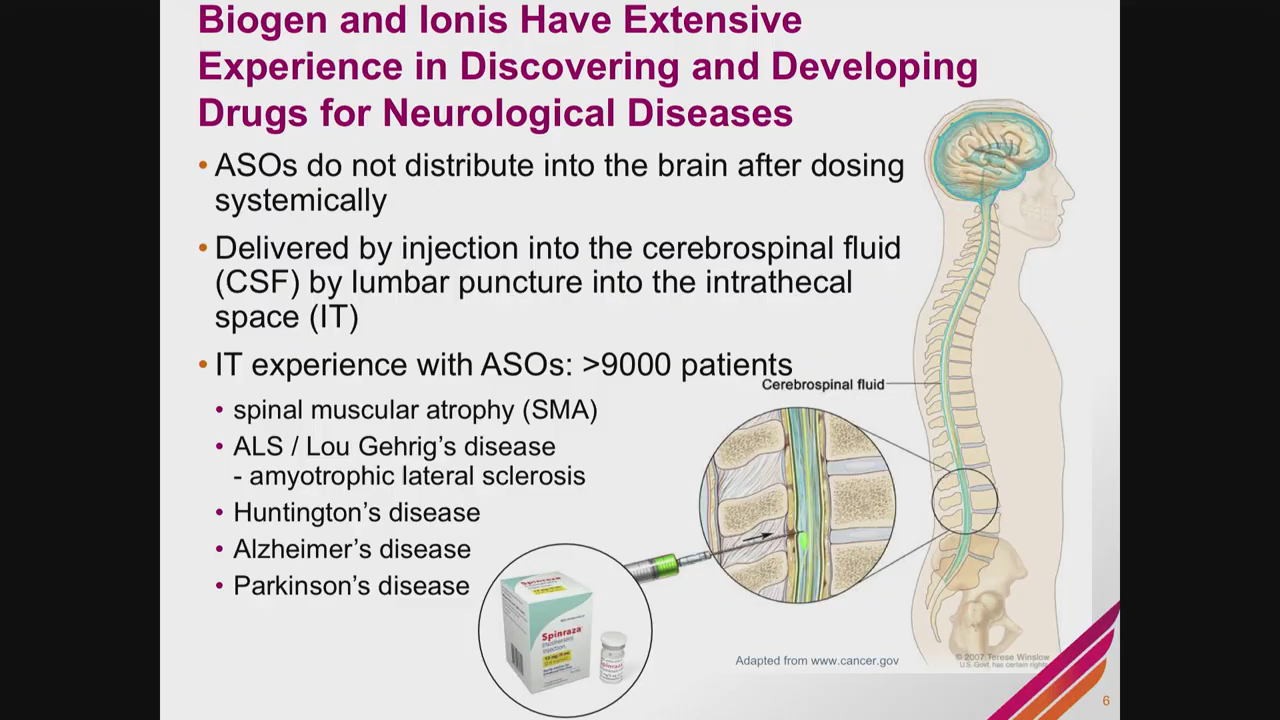 Biogen and Ionis Have Extensive
Experience in Discovering and Developing
Drugs for Neurological Diseases
• ASOs do not distribute into the brain after dosing
systemically
• Delivered by injection into the cerebrospinal fluid
(CSF) by lumbar puncture into the intrathecal
space (IT)
• IT experience with ASOs: >9000 patients
• spinal muscular atrophy (SMA)
• ALS / Lou Gehrig’s disease
- amyotrophic lateral sclerosis
• Huntington’s disease
• Alzheimer’s disease
• Parkinson’s disease
Cerebrospinal fluid
Spinraza
Spinraza
injection
Spinraza
Adapted from www.cancer.gov
© 2007 Terese Winslow
U.S. Govt. has certain rights
6